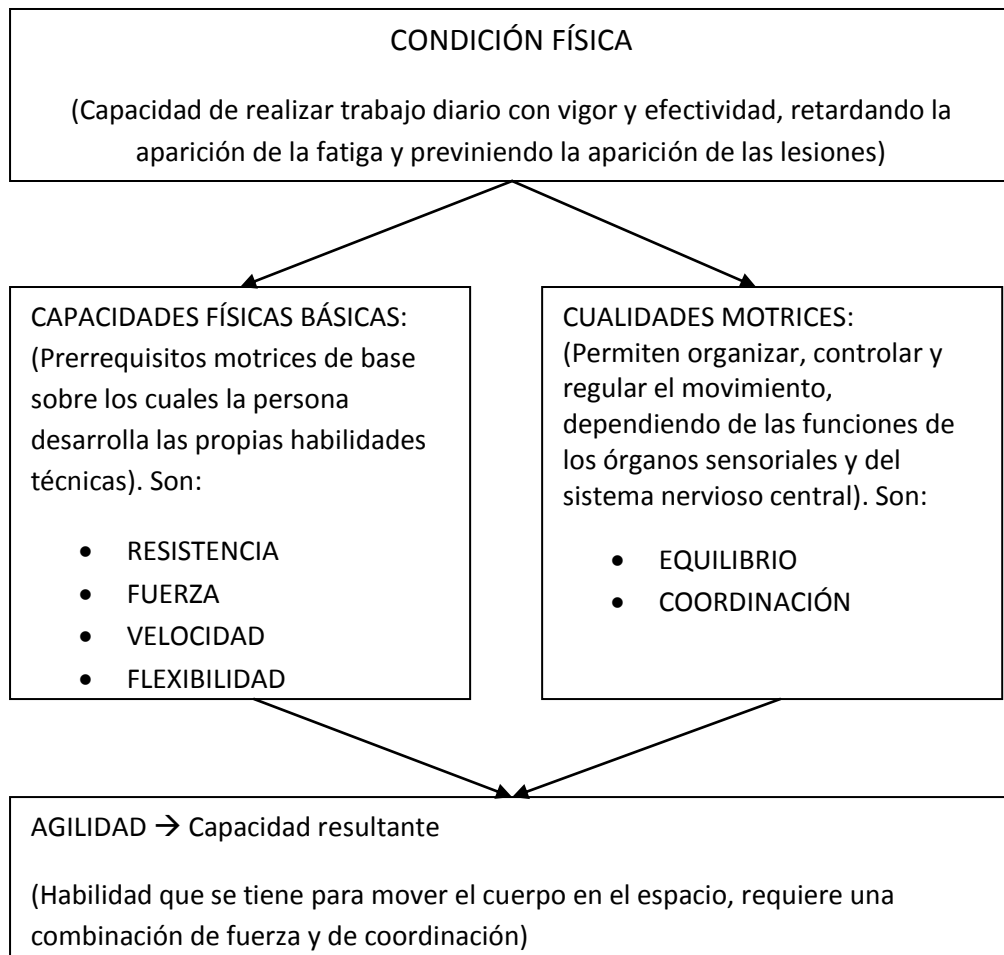 CONDICIÓN FÍSICA
(Capacidad de realizar trabajo diario con vigor y efectividad, retardando la
aparición de la fatiga y previniendo la aparición de las lesiones)
CAPACIDADES FÍSICAS BÁSICAS:
(Prerrequisitos motrices de base
sobre los cuales la persona
desarrolla las propias habilidades
técnicas). Son:
• RESISTENCIA
• FUERZA
• VELOCIDAD
• FLEXIBILIDAD
CUALIDADES MOTRICES:
(Permiten organizar, controlar y
regular el movimiento,
dependiendo de las funciones de
los órganos sensoriales y del
sistema nervioso central). Son:
• EQUILIBRIO
• COORDINACIÓN
AGILIDAD → Capacidad resultante
(Habilidad que se tiene para mover el cuerpo en el espacio, requiere una
combinación de fuerza y de coordinación)